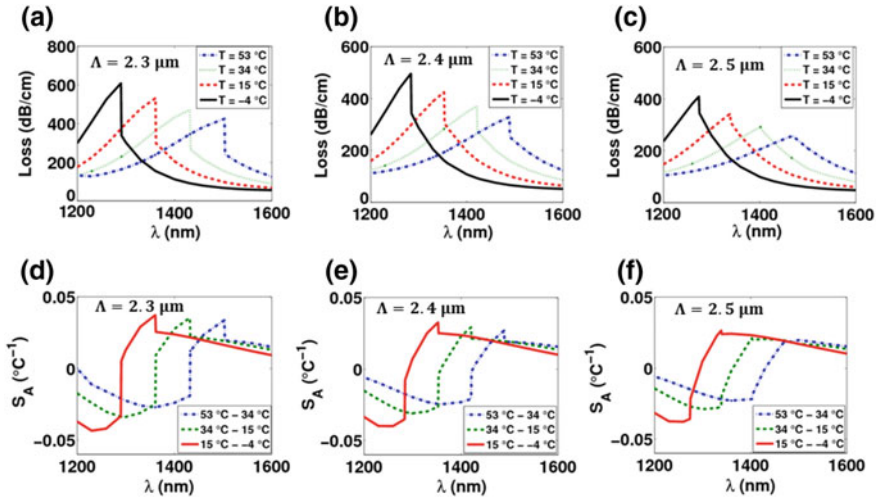 (a)
Loss (dB/cm)
800
600
400
200
0
1200
1400
1600
λ (nm)
Λ = 2.3 μm
T = 53 °C
T = 34 °C
T = 15 °C
T = −4 °C
(b)
Loss (dB/cm)
600
400
200
0
1200
1400
1600
λ (nm)
Λ = 2.4 μm
T = 53 °C
T = 34 °C
T = 15 °C
T = −4 °C
(c)
Loss (dB/cm)
600
400
200
0
1200
1400
1600
λ (nm)
Λ = 2.5 μm
T = 53 °C
T = 34 °C
T = 15 °C
T = −4 °C
(d)
S_A (°C⁻¹)
0.05
0
−0.05
1200
1400
1600
λ (nm)
Λ = 2.3 μm
53 °C − 34 °C
34 °C − 15 °C
15 °C − −4 °C
(e)
S_A (°C⁻¹)
0.05
0
−0.05
1200
1400
1600
λ (nm)
Λ = 2.4 μm
53 °C − 34 °C
34 °C − 15 °C
15 °C − −4 °C
(f)
S_A (°C⁻¹)
0.05
0
−0.05
1200
1400
1600
λ (nm)
Λ = 2.5 μm
53 °C − 34 °C
34 °C − 15 °C
15 °C − −4 °C